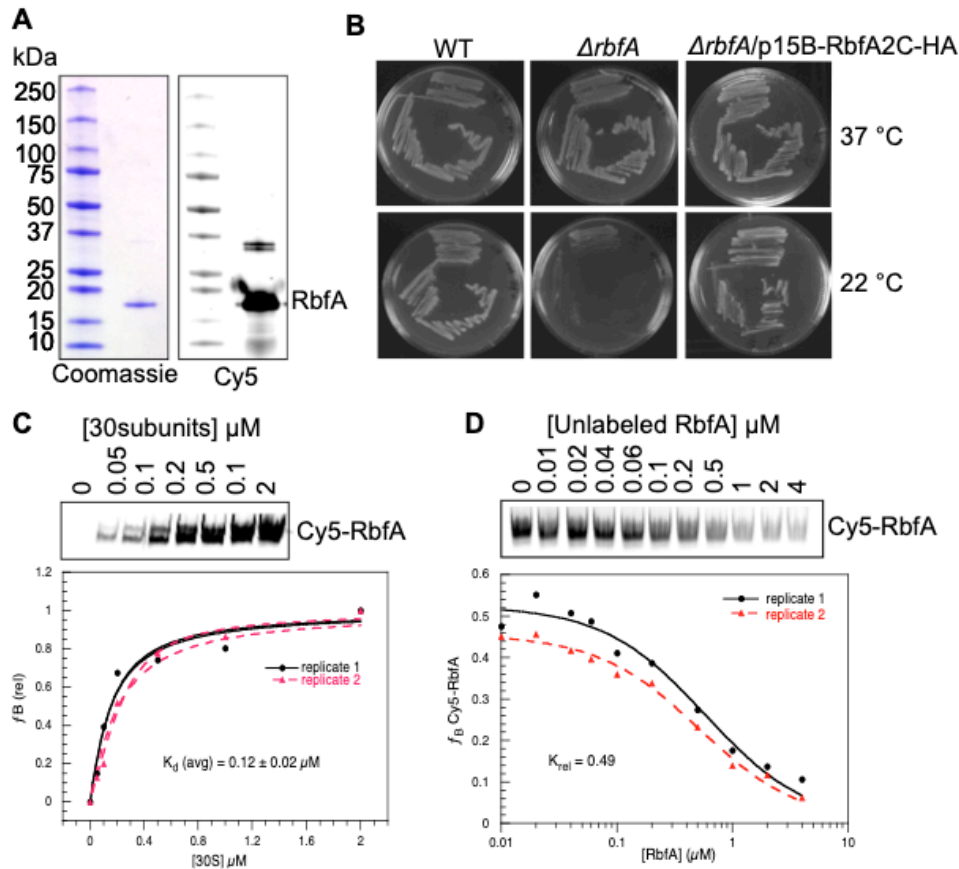 A
kDa
250
150
100
75
50
37
25
20
15
10
RbfA
Coomassie
Cy5
B
WT
ΔrbfA
ΔrbfA/p15B-RbfA2C-HA
37 °C
22 °C
C
[30subunits] μM
0
0.05
0.1
0.2
0.5
0.1
2
Cy5-RbfA
1.2
1
0.8
0.6
0.4
0.2
0
fB (rel)
replicate 1
replicate 2
Kd (avg) = 0.12 ± 0.02 μM
0 0.4 0.8 1.2 1.6 2
[30S] μM
D
[Unlabeled RbfA] μM
0
0.01
0.02
0.04
0.06
0.1
0.2
0.5
1
2
4
Cy5-RbfA
0.6
0.5
0.4
0.3
0.2
0.1
0
fB Cy5-RbfA
replicate 1
replicate 2
Krel = 0.49
0.01 0.1 1 10
[RbfA] (μM)